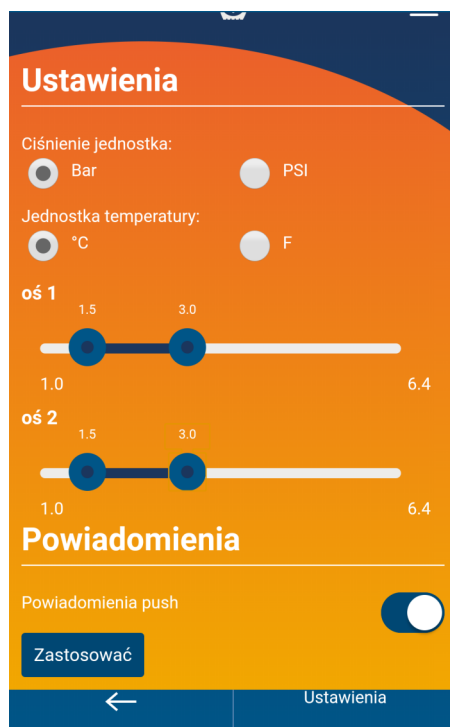 Ustawienia
Ciśnienie jednostka:
Bar PSI
Jednostka temperatury:
°C F
oś 1
1.5 3.0
1.0 6.4
oś 2
1.5 3.0
1.0 6.4
Powiadomienia
Powiadomienia push
Zastosować
Ustawienia